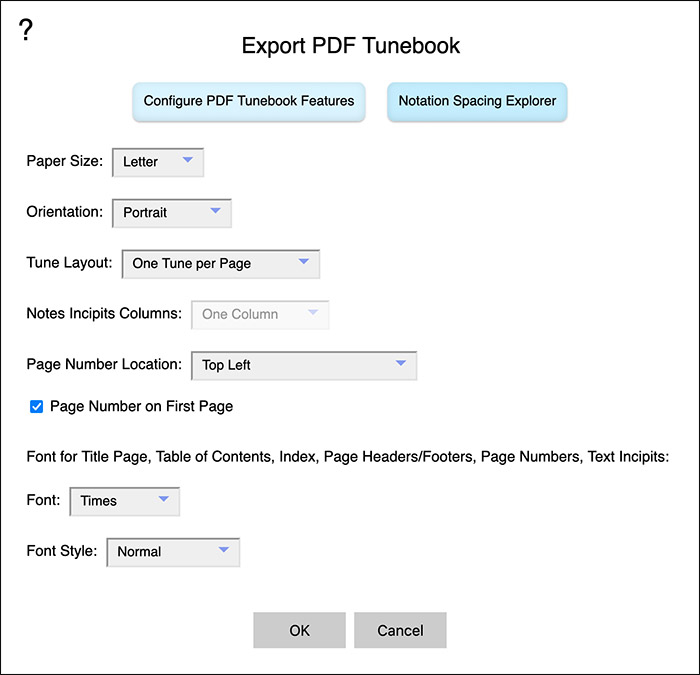 ?
Export PDF Tunebook
Configure PDF Tunebook Features Notation Spacing Explorer
Paper Size: Letter
Orientation: Portrait
Tune Layout: One Tune per Page
Notes Incipits Columns: One Column
Page Number Location: Top Left
Page Number on First Page
Font for Title Page, Table of Contents, Index, Page Headers/Footers, Page Numbers, Text Incipits:
Font: Times
Font Style: Normal
OK Cancel